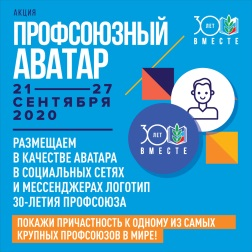 АКЦИЯ
ПРОФСОЮЗНЫЙ
АВАТАР
21—27
СЕНТЯБРЯ
2020
30 ЛЕТ
ВМЕСТЕ
30 ЛЕТ
ВМЕСТЕ
РАЗМЕЩАЕМ
В КАЧЕСТВЕ АВАТАРА
В СОЦИАЛЬНЫХ СЕТЯХ
И МЕССЕНДЖЕРАХ ЛОГОТИП
30-ЛЕТИЯ ПРОФСОЮЗА
ПОКАЖИ ПРИЧАСТНОСТЬ К ОДНОМУ ИЗ САМЫХ
КРУПНЫХ ПРОФСОЮЗОВ В МИРЕ!